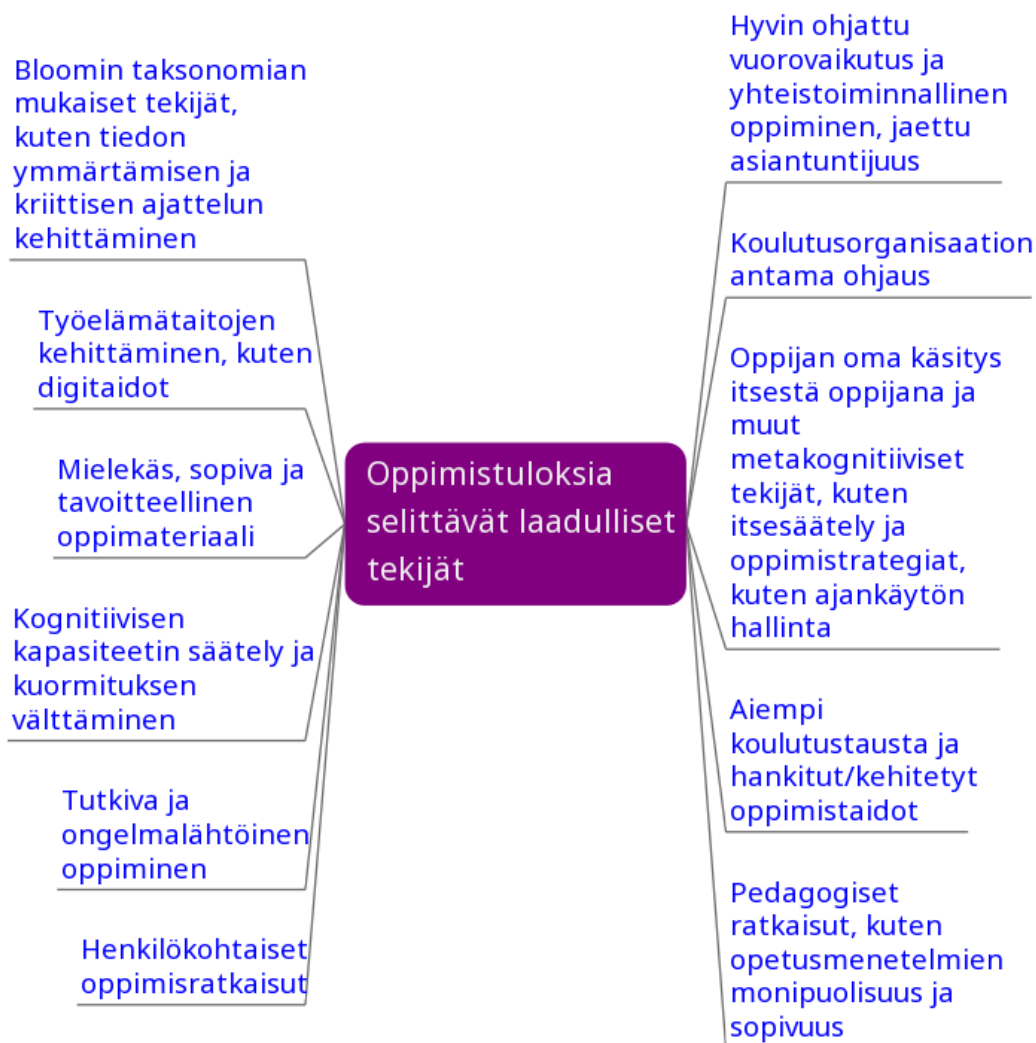 Bloomin taksonomian
mukaiset tekijät,
kuten tiedon
ymmärtämisen ja
kriittisen ajattelun
kehittäminen
Työelämätaitojen
kehittäminen, kuten
digitaidot
Mielekäs, sopiva ja
tavoitteellinen
oppimateriaali
Kognitiivisen
kapasiteetin säätely ja
kuormituksen
välttäminen
Tutkiva ja
ongelmalähtöinen
oppiminen
Henkilökohtaiset
oppimisratkaisut
Oppimistuloksia
selittävät laadulliset
tekijät
Hyvin ohjattu
vuorovaikutus ja
yhteistoiminnallinen
oppiminen, jaettu
asiantuntijuus
Koulutusorganisaation
antama ohjaus
Oppijan oma käsitys
itsestä oppijana ja
muut
metakognitiiviset
tekijät, kuten
itsesäätely ja
oppimistrategiat,
kuten ajankäytön
hallinta
Aiempi
koulutustausta ja
hankitut/kehitetyt
oppimistaidot
Pedagogiset
ratkaisut, kuten
opetusmenetelmien
monipuolisuus ja
sopivuus